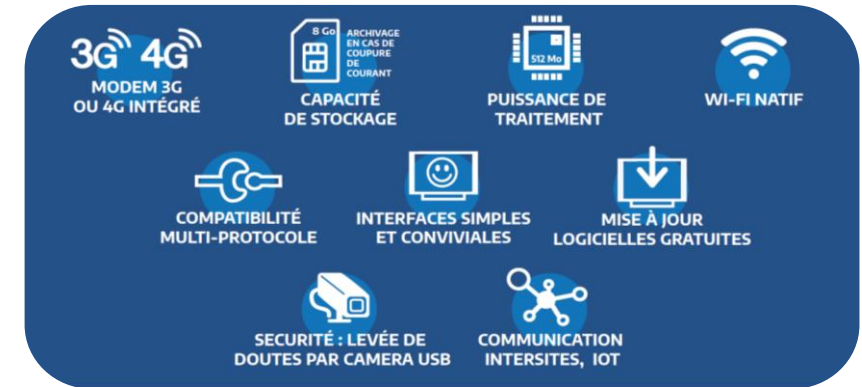 3G 4G
MODEM 3G
OU 4G INTÉGRÉ
8 Go
ARCHIVAGE
EN CAS DE
COUPURE
DE
COURANT
CAPACITÉ
DE STOCKAGE
512 Mo
PUISSANCE DE
TRAITEMENT
WI-FI NATIF
COMPATIBILITÉ
MULTI-PROTOCOLE
INTERFACES SIMPLES
ET CONVIVIALES
MISE À JOUR
LOGICIELLES GRATUITES
SECURITÉ : LEVÉE DE
DOUTES PAR CAMERA USB
COMMUNICATION
INTERSITES, IOT